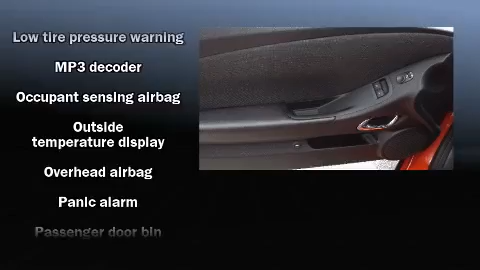 Low tire pressure warning
MP3 decoder
Occupant sensing airbag
Outside
temperature display
Overhead airbag
Panic alarm
Passenger door bin